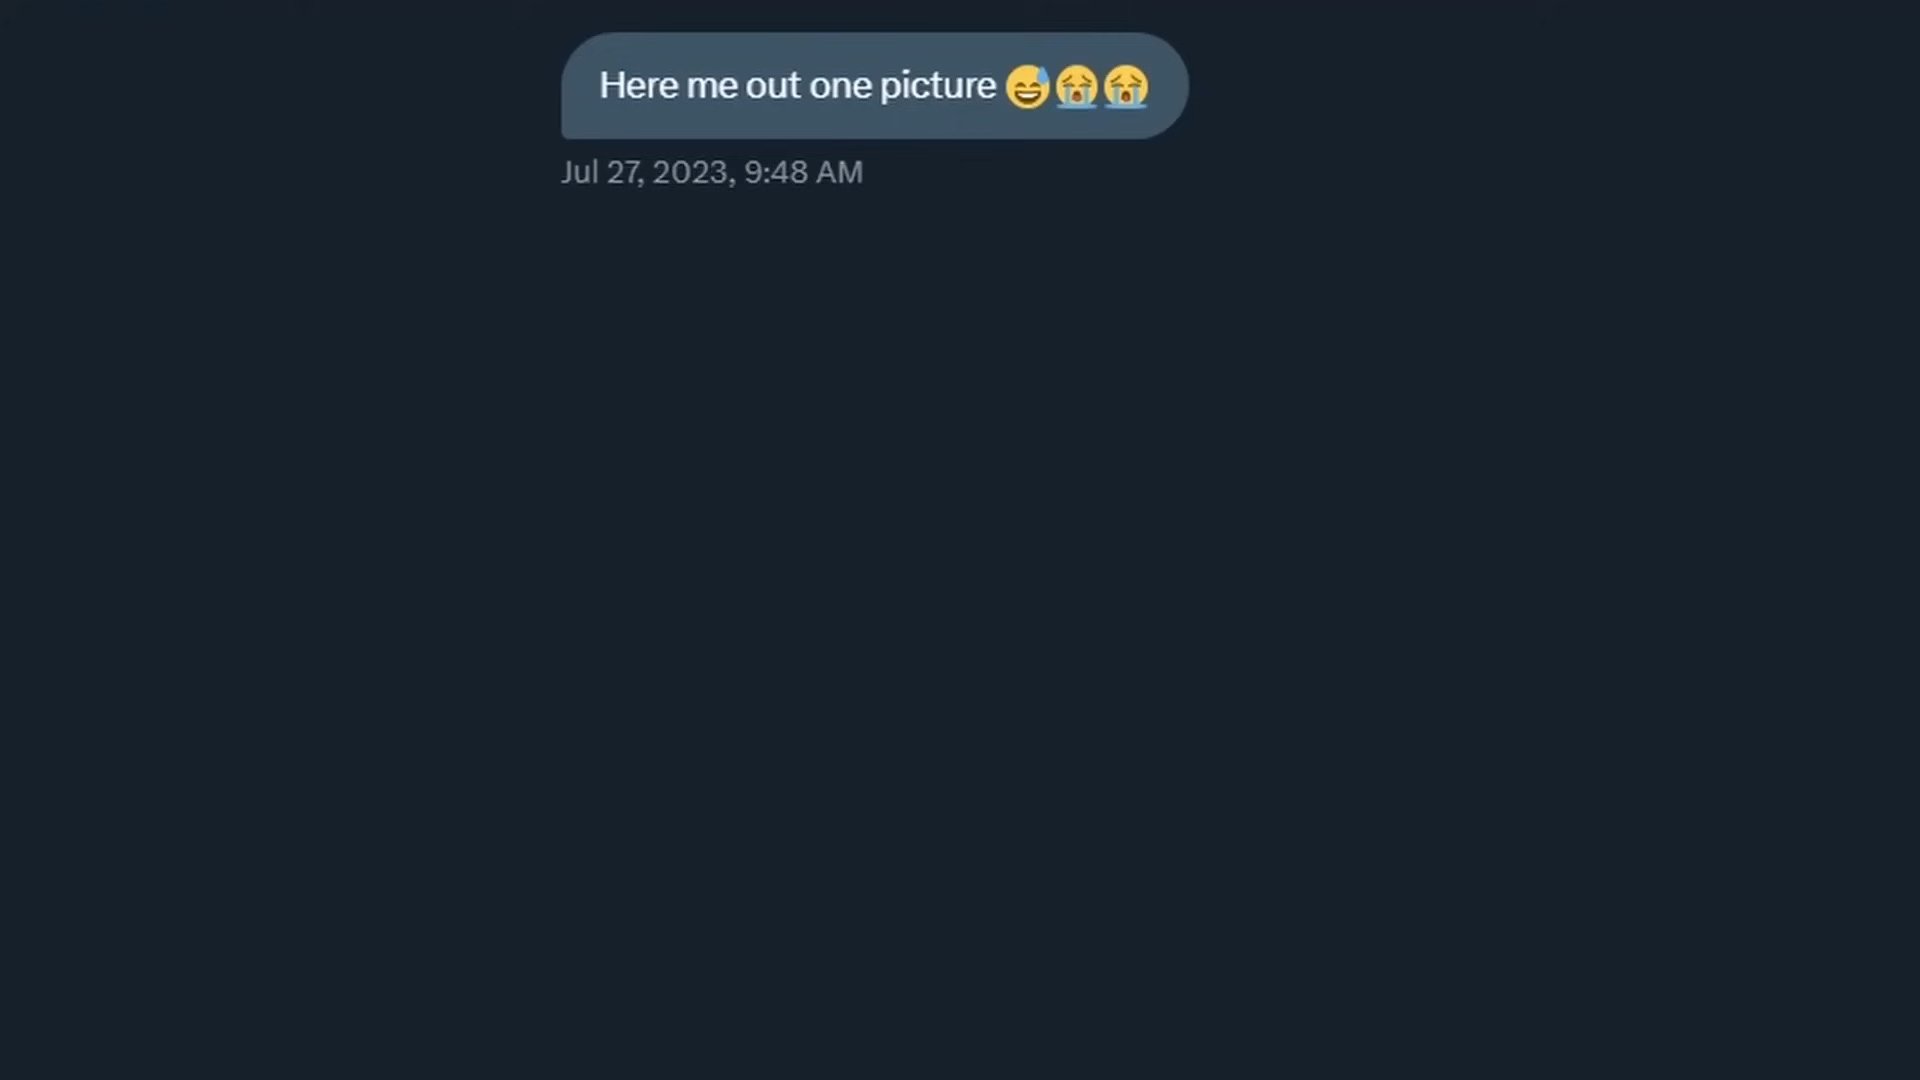 Here me out one picture 😅😭😭
Jul 27, 2023, 9:48 AM